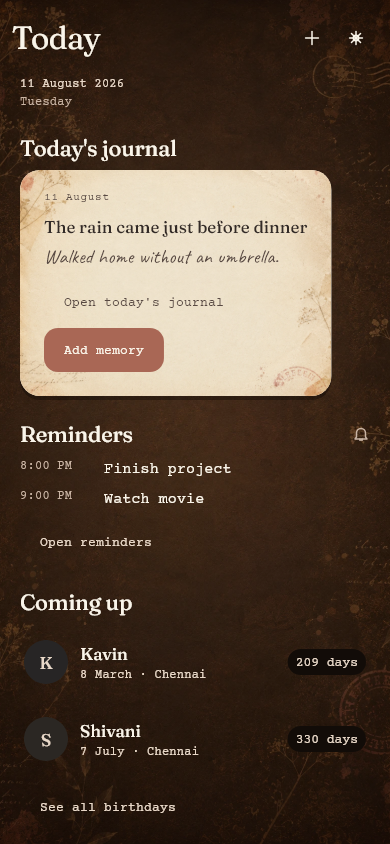 Today
11 August 2026
Tuesday
Today's journal
11 August
The rain came just before dinner
Walked home without an umbrella.
Open today's journal
Add memory
Reminders
8:00 PM Finish project
9:00 PM Watch movie
Open reminders
Coming up
K
Kavin
8 March · Chennai
209 days
S
Shivani
7 July · Chennai
330 days
See all birthdays